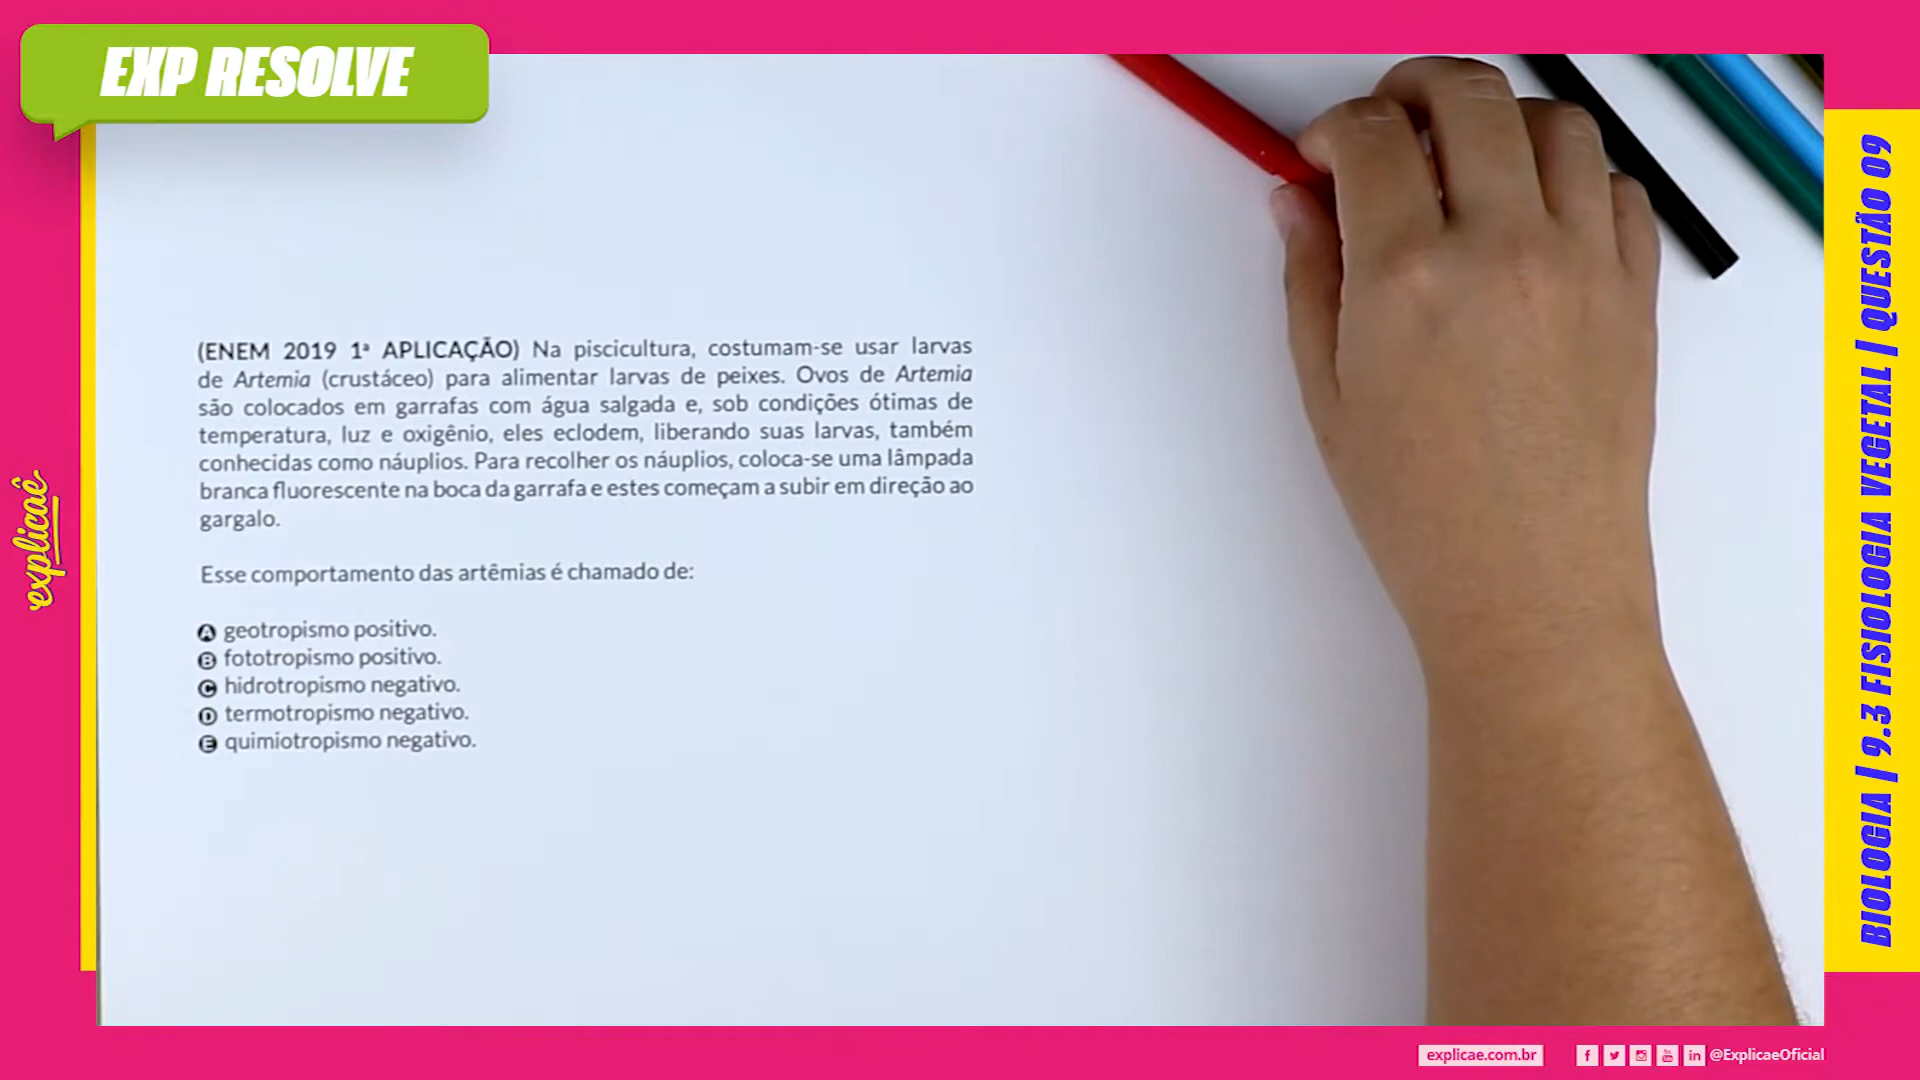 EXP RESOLVE
(ENEM 2019 1ª APLICAÇÃO) Na piscicultura, costumam-se usar larvas
de Artemia (crustáceo) para alimentar larvas de peixes. Ovos de Artemia
são colocados em garrafas com água salgada e, sob condições ótimas de
temperatura, luz e oxigênio, eles eclodem, liberando suas larvas, também
conhecidas como náuplios. Para recolher os náuplios, coloca-se uma lâmpada
branca fluorescente na boca da garrafa e estes começam a subir em direção ao
gargalo.
Esse comportamento das artêmias é chamado de:
A geotropismo positivo.
B fototropismo positivo.
C hidrotropismo negativo.
D termotropismo negativo.
E quimiotropismo negativo.
explicaê
BIOLOGIA | 9.3 FISIOLOGIA VEGETAL | QUESTÃO 09
explicae.com.br
@ExplicaeOficial